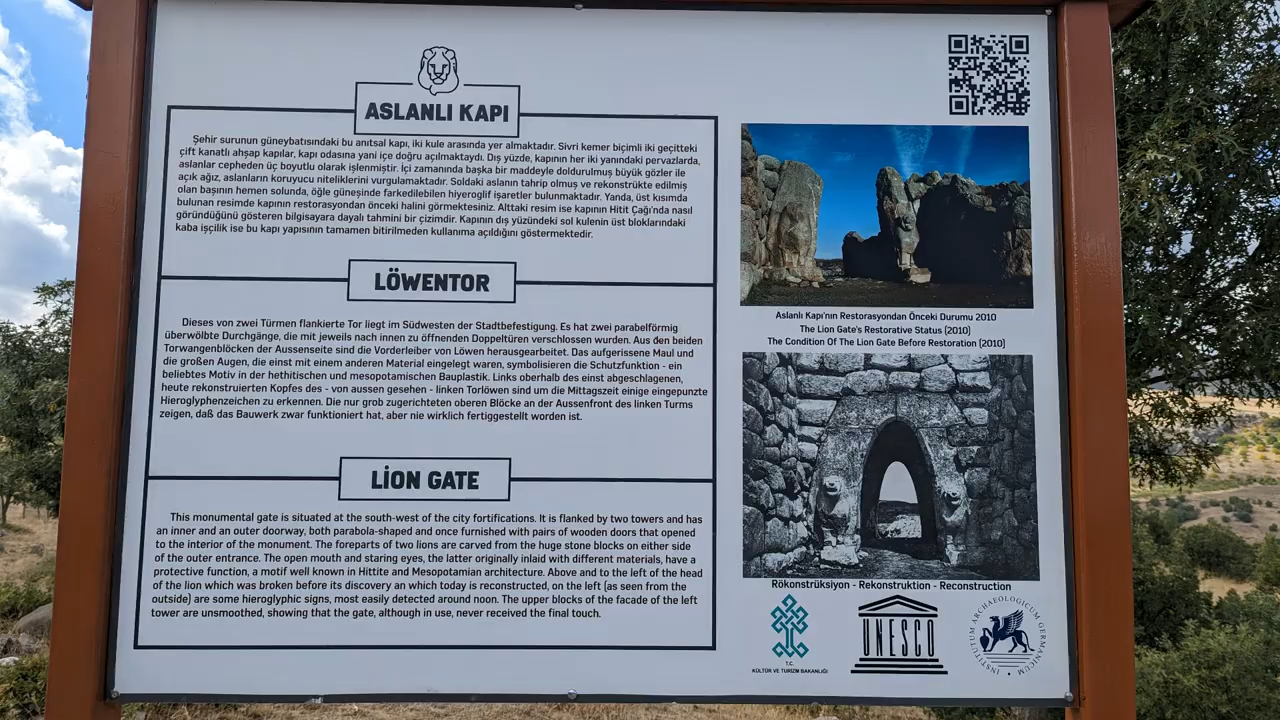 ASLANLI KAPI
Şehir surunun güneybatısındaki bu anıtsal kapı, iki kule arasında yer almaktadır. Sivri kemer biçimli iki geçitteki
çift kanatlı ahşap kapılar, kapı odasına yani içe doğru açılmaktaydı. Dış yüzde, kapının her iki yanındaki pervazlarda,
aslanlar cepheden üç boyutlu olarak işlenmiştir. İçi zamanında başka bir maddeyle doldurulmuş büyük gözler ile
açık ağız, aslanların koruyucu niteliklerini vurgulamaktadır. Soldaki aslanın tahrip olmuş ve rekonstrükte edilmiş
olan başının hemen solunda, öğle güneşinde farkedilebilen hiyeroglif işaretler bulunmaktadır. Yanda, üst kısımda
bulunan resimde kapının restorasyondan önceki halini görmektesiniz. Alttaki resim ise kapının Hitit Çağı'nda nasıl
göründüğünü gösteren bilgisayara dayalı tahmini bir çizimdir. Kapının dış yüzündeki sol kulenin üst bloklarındaki
kaba işçilik ise bu kapı yapısının tamamen bitirilmeden kullanıma açıldığını göstermektedir.
LÖWENTOR
Dieses von zwei Türmen flankierte Tor liegt im Südwesten der Stadtbefestigung. Es hat zwei parabelförmig
überwölbte Durchgänge, die mit jeweils nach innen zu öffnenden Doppeltüren verschlossen wurden. Aus den beiden
Torwangenblöcken der Aussenseite sind die Vorderleiber von Löwen herausgearbeitet. Das aufgerissene Maul und
die großen Augen, die einst mit einem anderen Material eingelegt waren, symbolisieren die Schutzfunktion - ein
beliebtes Motiv in der hethitischen und mesopotamischen Bauplastik. Links oberhalb des einst abgeschlagenen,
heute rekonstruierten Kopfes des - von aussen gesehen - linken Torlöwen sind um die Mittagszeit einige eingepunzte
Hieroglyphenzeichen zu erkennen. Die nur grob zugerichteten oberen Blöcke an der Aussenfront des linken Turms
zeigen, daß das Bauwerk zwar funktioniert hat, aber nie wirklich fertiggestellt worden ist.
LİON GATE
This monumental gate is situated at the south-west of the city fortifications. It is flanked by two towers and has
an inner and an outer doorway, both parabola-shaped and once furnished with pairs of wooden doors that opened
to the interior of the monument. The foreparts of two lions are carved from the huge stone blocks on either side
of the outer entrance. The open mouth and staring eyes, the latter originally inlaid with different materials, have a
protective function, a motif well known in Hittite and Mesopotamian architecture. Above and to the left of the head
of the lion which was broken before its discovery an which today is reconstructed, on the left (as seen from the
outside) are some hieroglyphic signs, most easily detected around noon. The upper blocks of the facade of the left
tower are unsmoothed, showing that the gate, although in use, never received the final touch.
Aslanlı Kapı'nın Restorasyondan Önceki Durumu 2010
The Lion Gate's Restorative Status (2010)
The Condition Of The Lion Gate Before Restoration (2010)
Rökonstrüksiyon - Rekonstruktion - Reconstruction
T.C.
KÜLTÜR VE TURİZM BAKANLIĞI
UNESCO
INSTITUTUM ARCHAEOLOGICUM GERMANICUM